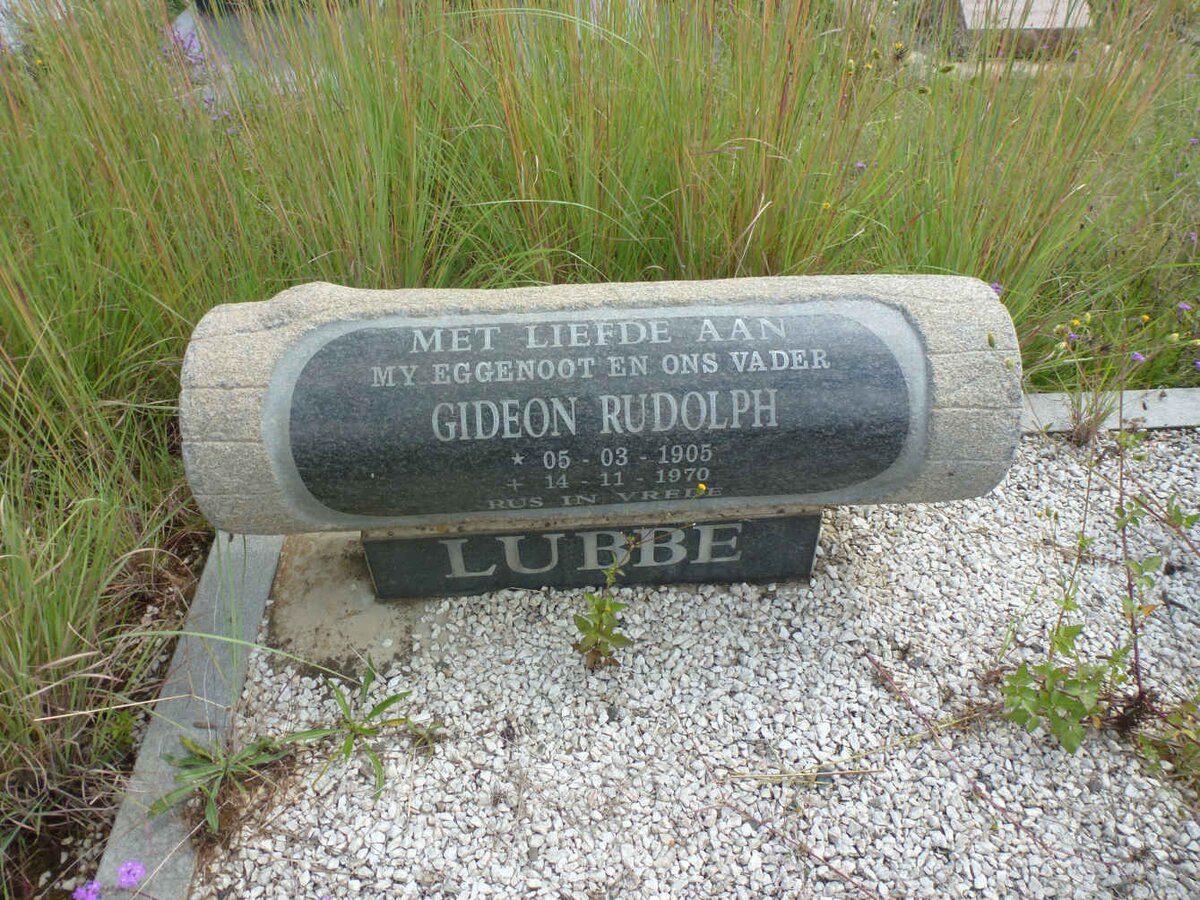 MET LIEFDE AAN
MY EGGENOOT EN ONS VADER
GIDEON RUDOLPH
★ 05 - 03 - 1905
+ 14 - 11 - 1970
RUS IN VREDE
LUBBE